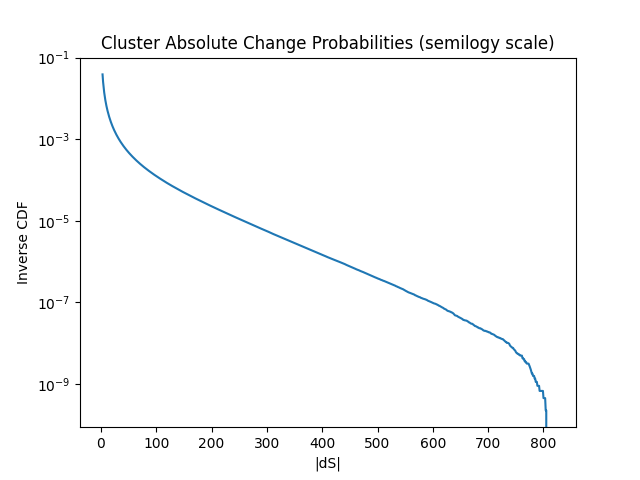 Cluster Absolute Change Probabilities (semilogy scale)
10⁻¹
10⁻³
10⁻⁵
10⁻⁷
10⁻⁹
Inverse CDF
0 100 200 300 400 500 600 700 800
|dS|